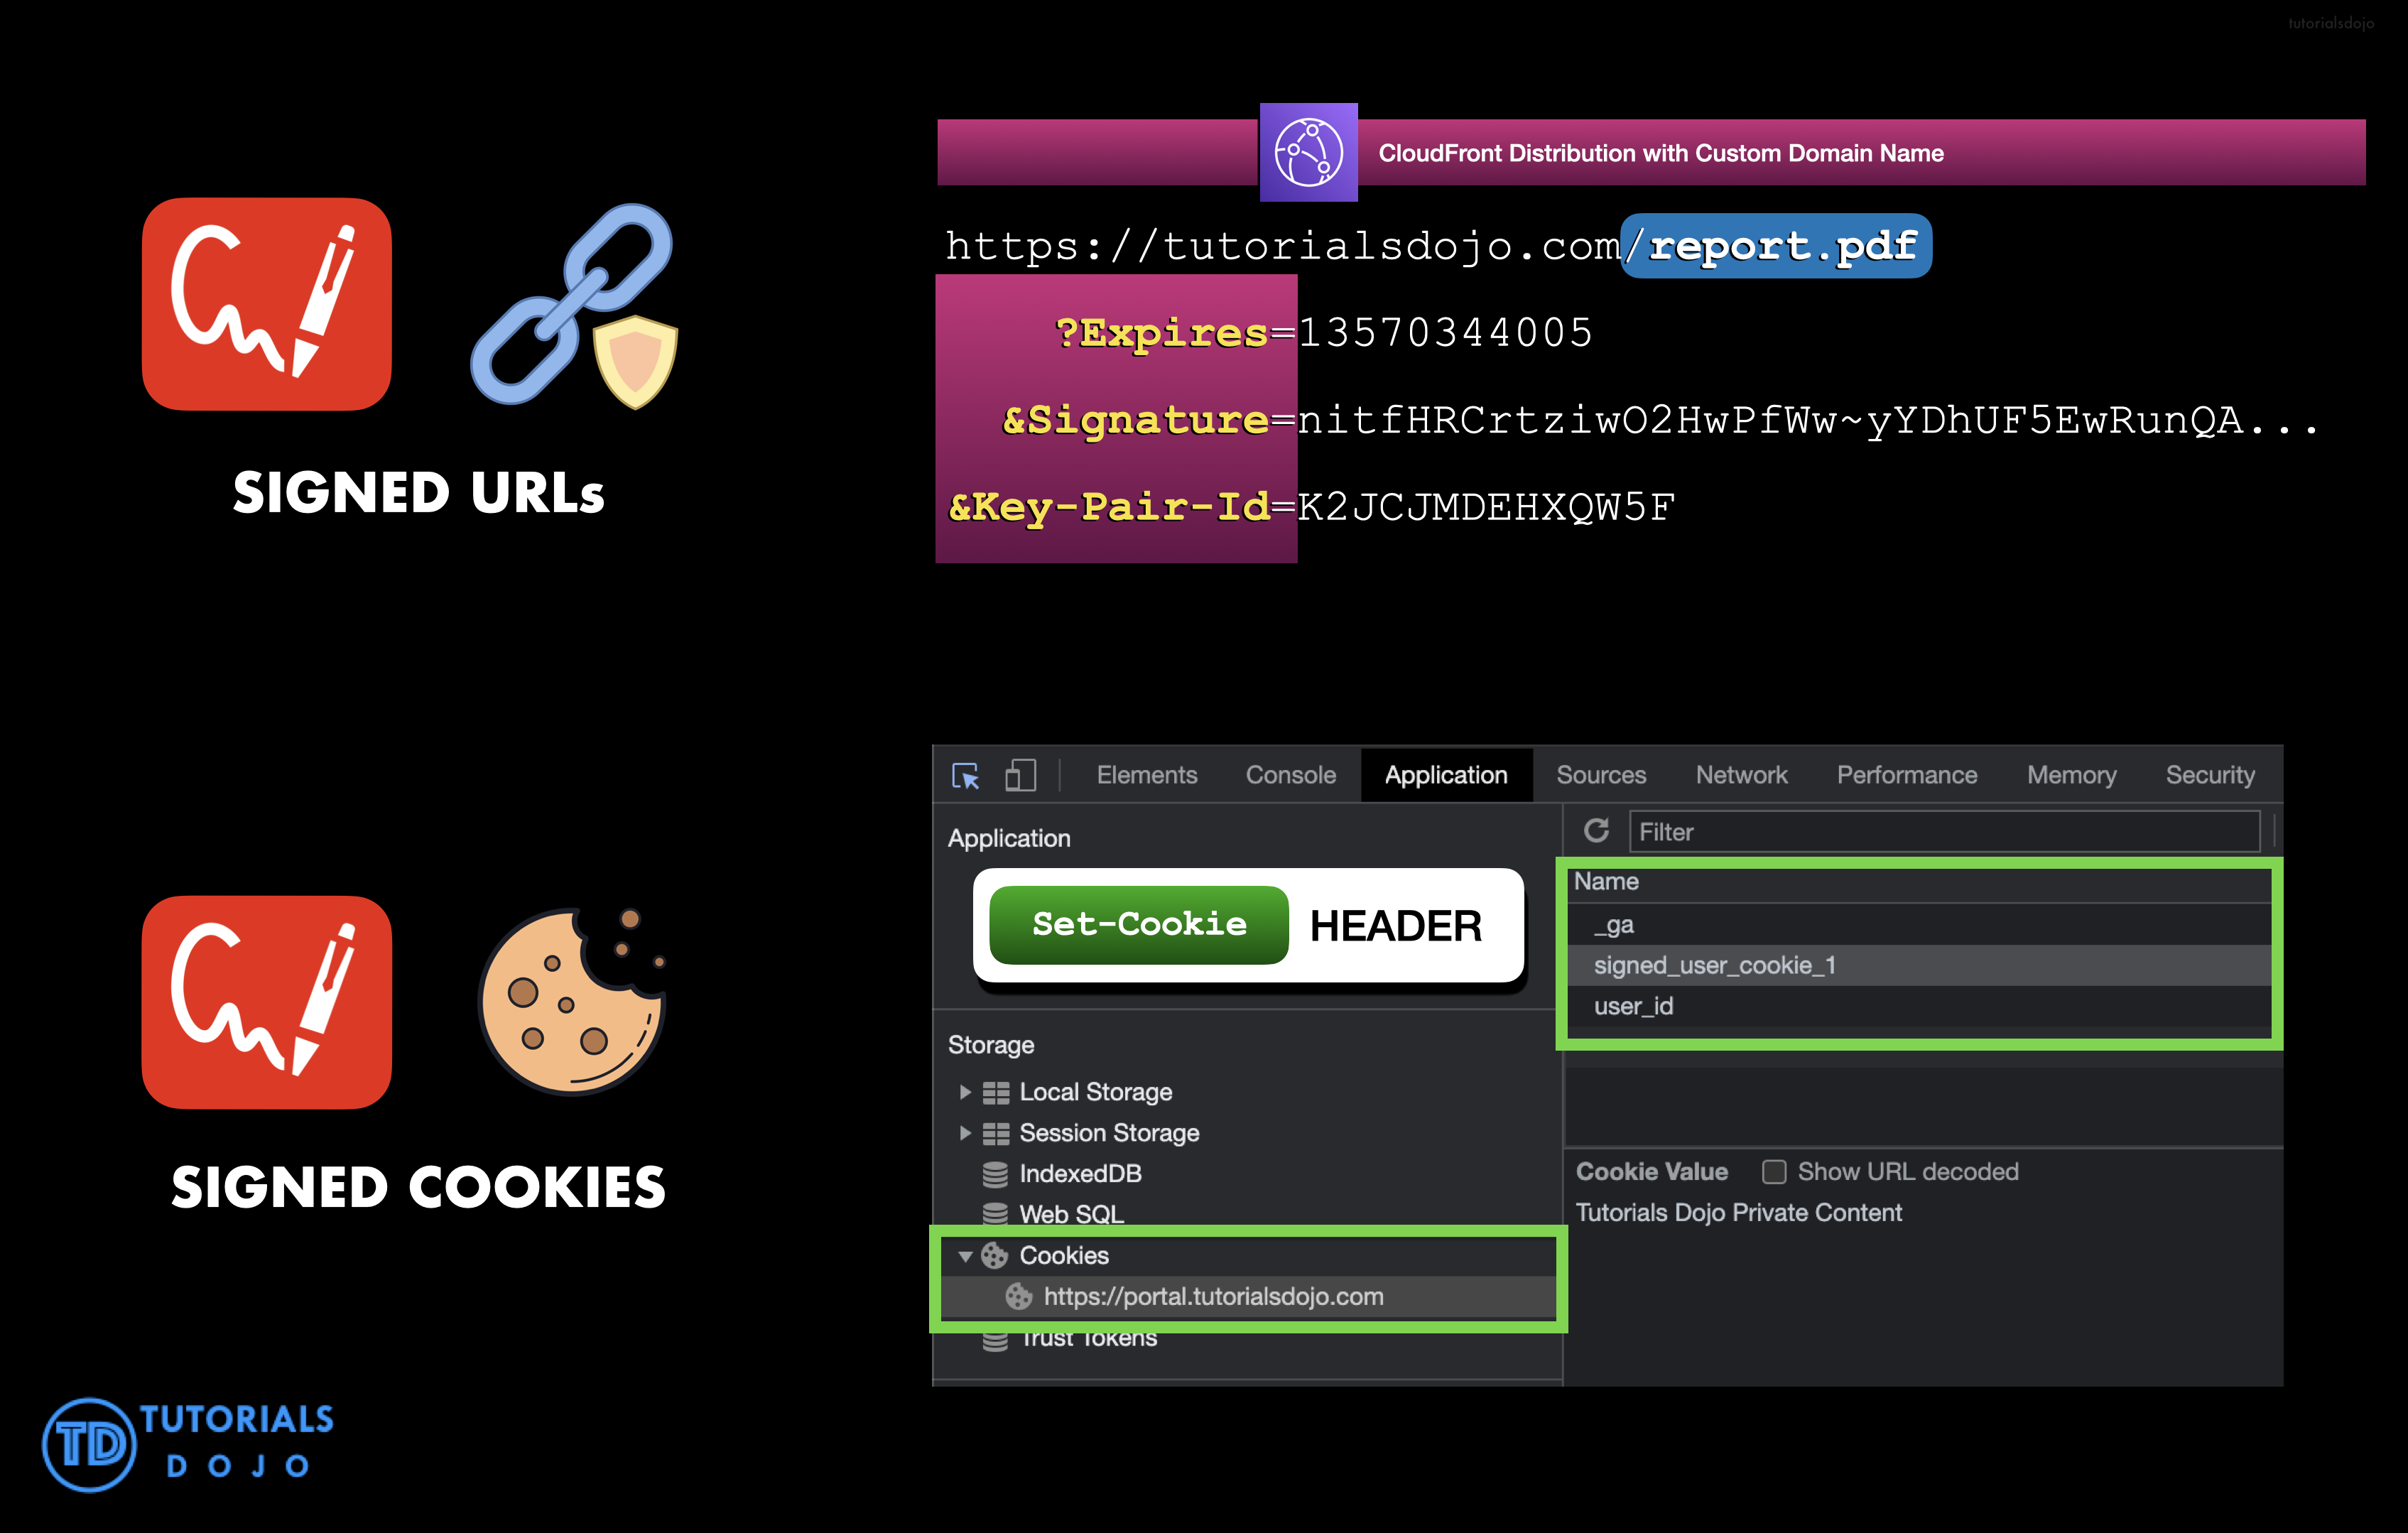 tutorialsdojo
CloudFront Distribution with Custom Domain Name
https://tutorialsdojo.com/report.pdf
?Expires=13570344005
&Signature=nitfHRCrtziwO2HwPfWw~yYDhUF5EwRunQA...
&Key-Pair-Id=K2JCJMDEHXQW5F
SIGNED URLs
Elements Console Application Sources Network Performance Memory Security
Application
Filter
Set-Cookie HEADER
Name
_ga
signed_user_cookie_1
user_id
Storage
Local Storage
Session Storage
IndexedDB
Web SQL
Cookies
https://portal.tutorialsdojo.com
Trust Tokens
Cookie Value Show URL decoded
Tutorials Dojo Private Content
SIGNED COOKIES
TD TUTORIALS
DOJO